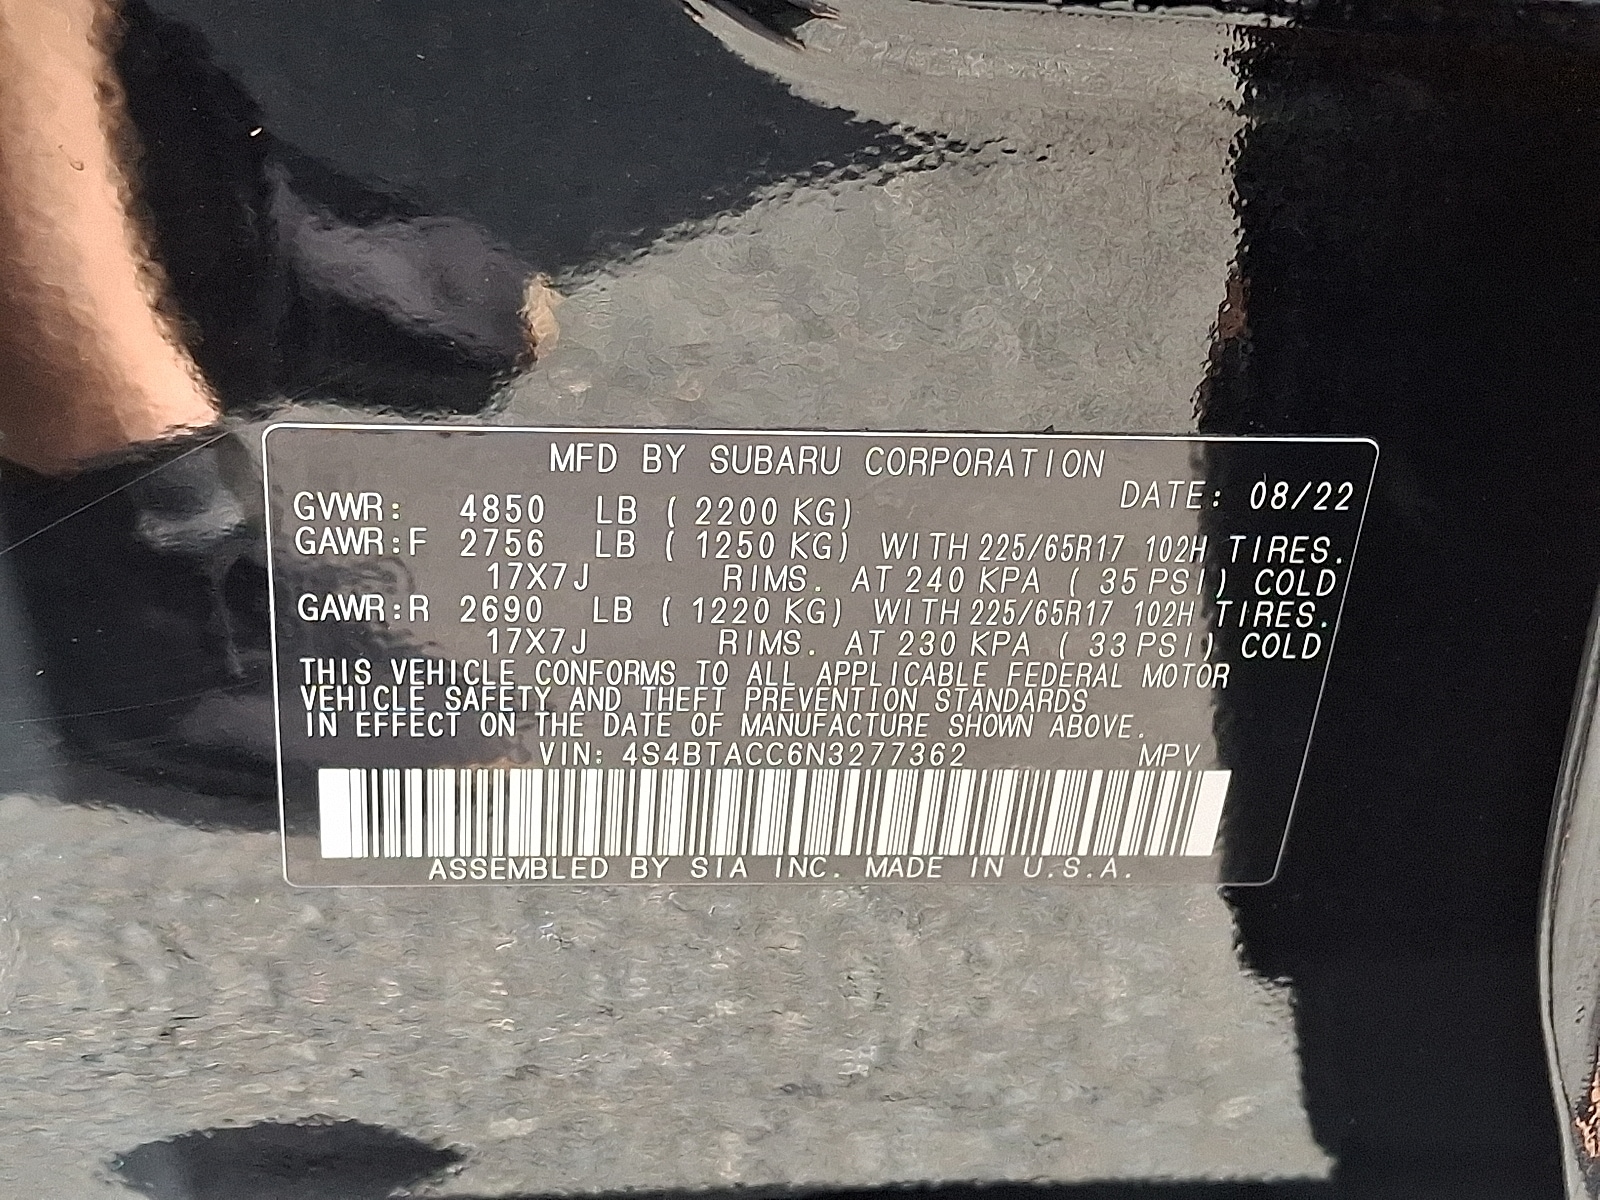 MFD BY SUBARU CORPORATION
DATE: 08/22
GVWR: 4850 LB ( 2200 KG)
GAWR:F 2756 LB ( 1250 KG) WITH 225/65R17 102H TIRES.
17X7J RIMS. AT 240 KPA ( 35 PSI) COLD
GAWR:R 2690 LB ( 1220 KG) WITH 225/65R17 102H TIRES.
17X7J RIMS. AT 230 KPA ( 33 PSI) COLD
THIS VEHICLE CONFORMS TO ALL APPLICABLE FEDERAL MOTOR
VEHICLE SAFETY AND THEFT PREVENTION STANDARDS
IN EFFECT ON THE DATE OF MANUFACTURE SHOWN ABOVE.
VIN: 4S4BTACC6N3277362 MPV
ASSEMBLED BY SIA INC. MADE IN U.S.A.